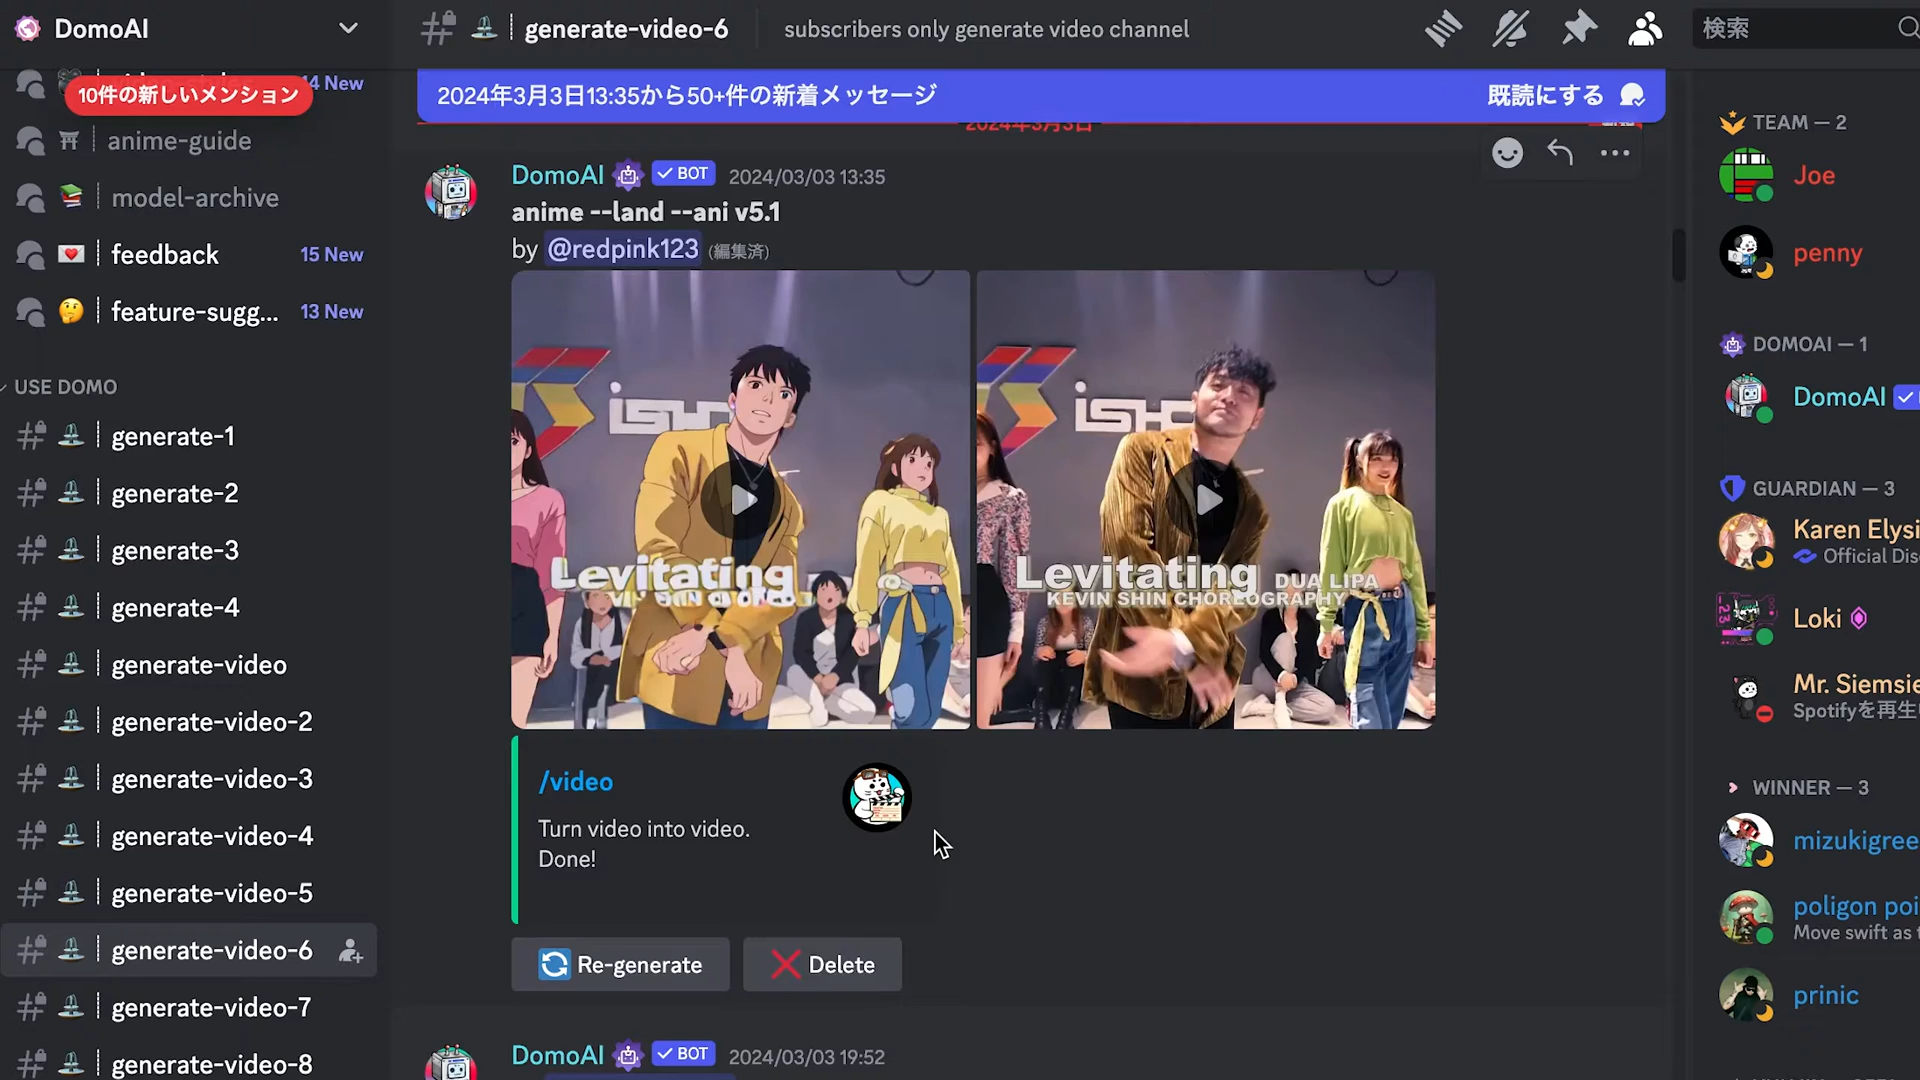 DomoAI
generate-video-6
subscribers only generate video channel
検索
14 New
10件の新しいメンション
anime-guide
model-archive
feedback
15 New
feature-sugg...
13 New
USE DOMO
generate-1
generate-2
generate-3
generate-4
generate-video
generate-video-2
generate-video-3
generate-video-4
generate-video-5
generate-video-6
generate-video-7
generate-video-8
2024年3月3日13:35から50+件の新着メッセージ
既読にする
2024年3月3日
DomoAI
BOT
2024/03/03 13:35
anime --land --ani v5.1
by @redpink123 (編集済)
Levitating
Levitating DUA LIPA
KEVIN SHIN CHOREOGRAPHY
/video
Turn video into video.
Done!
Re-generate
Delete
DomoAI
BOT
2024/03/03 19:52
TEAM — 2
Joe
penny
DOMOAI — 1
DomoAI
GUARDIAN — 3
Karen Elysi
Official Dis
Loki
Mr. Siemsie
Spotifyを再生
WINNER — 3
mizukigree
poligon poi
Move swift as t
prinic